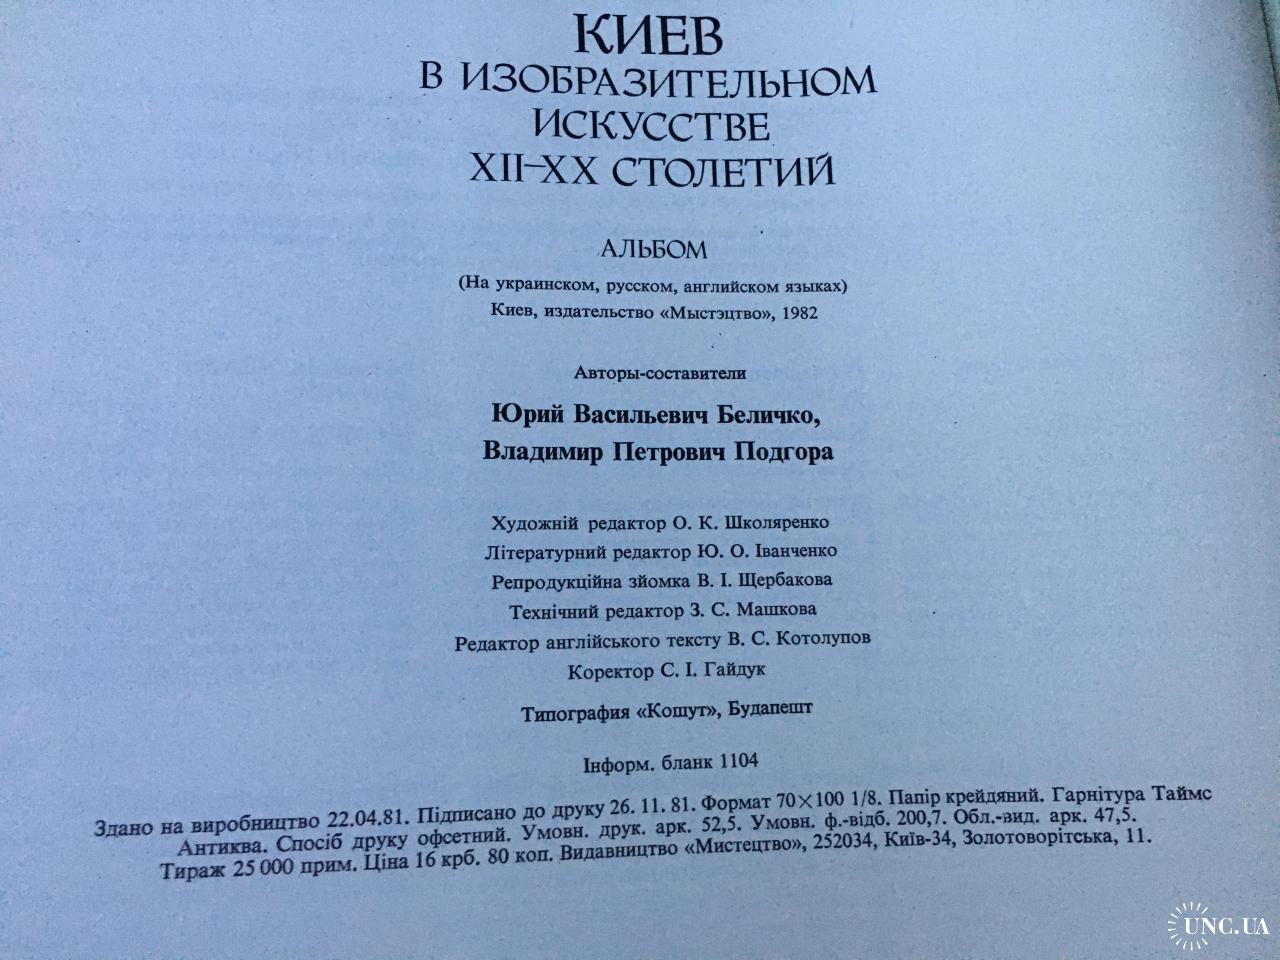 КИЕВ
В ИЗОБРАЗИТЕЛЬНОМ
ИСКУССТВЕ
XII–XX СТОЛЕТИЙ
АЛЬБОМ
(На украинском, русском, английском языках)
Киев, издательство «Мыстэцтво», 1982
Авторы-составители
Юрий Васильевич Беличко,
Владимир Петрович Подгора
Художній редактор О. К. Школяренко
Літературний редактор Ю. О. Іванченко
Репродукційна зйомка В. І. Щербакова
Технічний редактор З. С. Машкова
Редактор англійського тексту В. С. Котолупов
Коректор С. І. Гайдук
Типография «Кошут», Будапешт
Інформ. бланк 1104
Здано на виробництво 22.04.81. Підписано до друку 26. 11. 81. Формат 70×100 1/8. Папір крейдяний. Гарнітура Таймс
Антиква. Спосіб друку офсетний. Умовн. друк. арк. 52,5. Умовн. ф.-відб. 200,7. Обл.-вид. арк. 47,5.
Тираж 25 000 прим. Ціна 16 крб. 80 коп. Видавництво «Мистецтво», 252034, Київ-34, Золотоворітська, 11.
UNC.UA